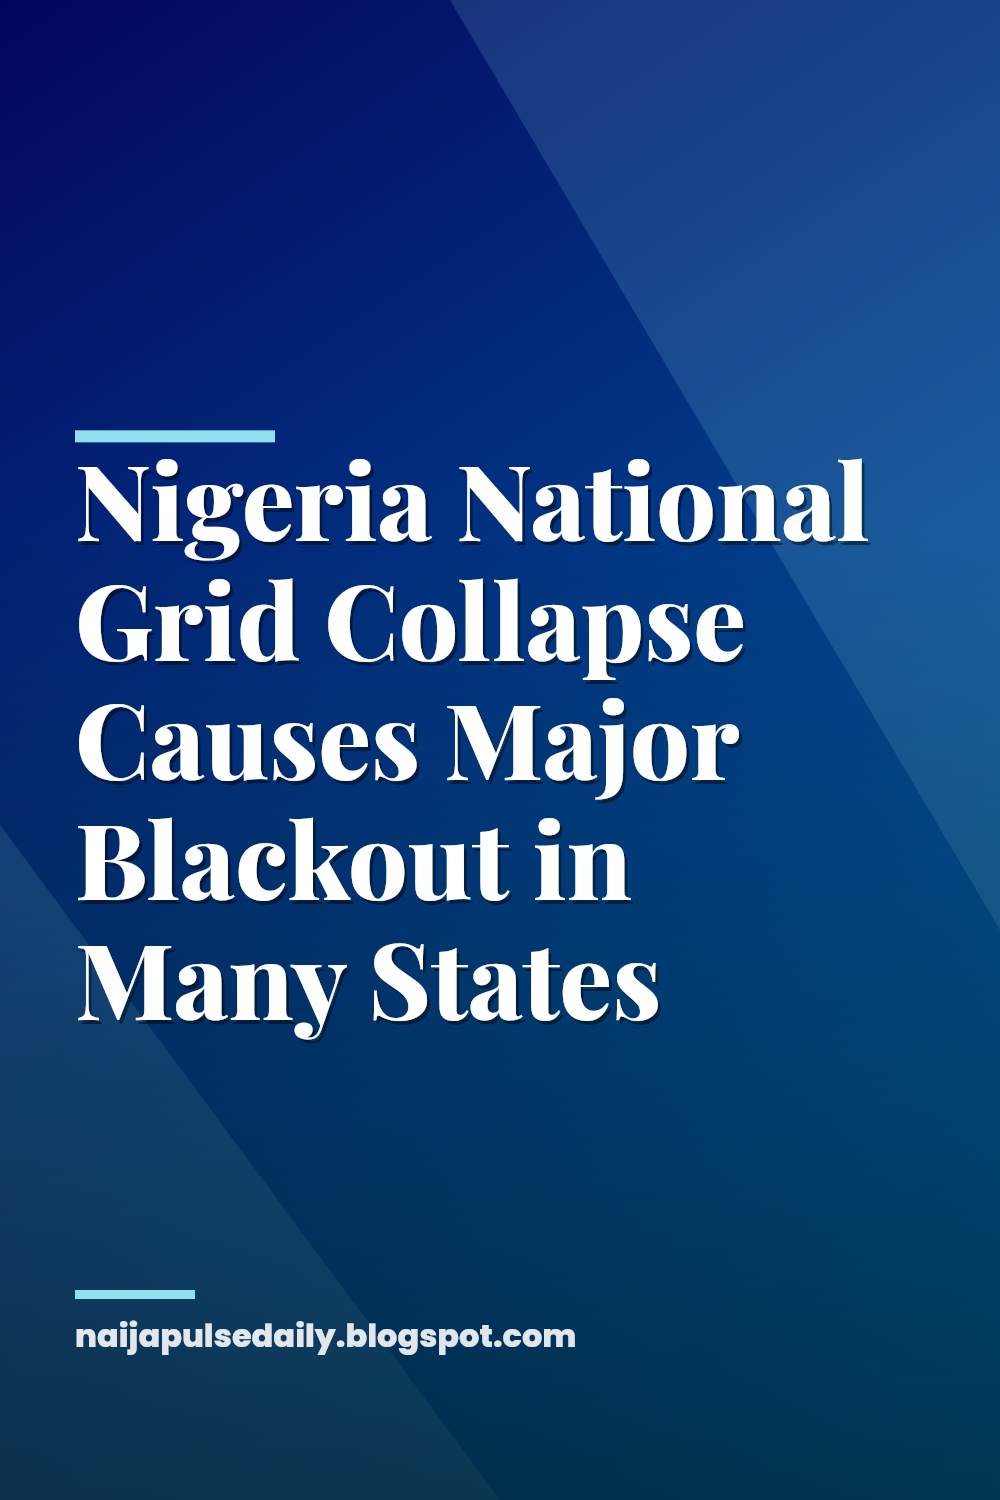 Nigeria National
Grid Collapse
Causes Major
Blackout in
Many States
naijapulsedaily.blogspot.com